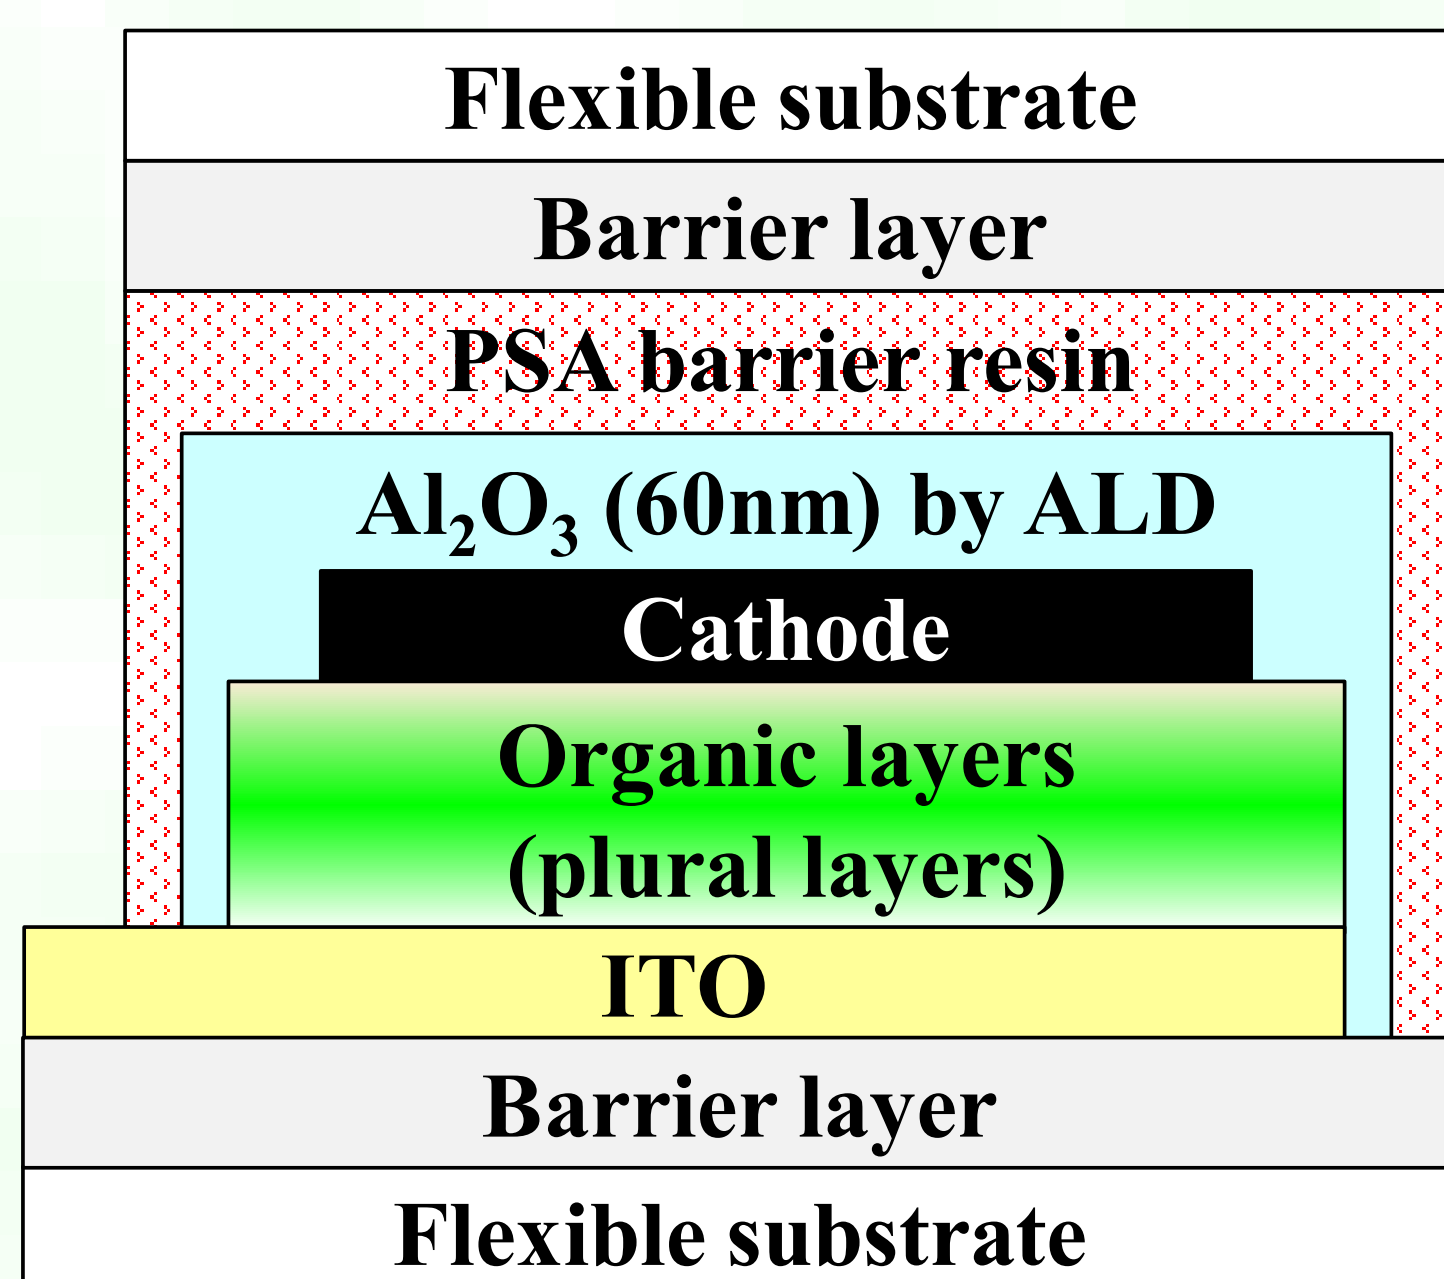 Flexible substrate
Barrier layer
PSA barrier resin
Al₂O₃ (60nm) by ALD
Cathode
Organic layers
(plural layers)
ITO
Barrier layer
Flexible substrate